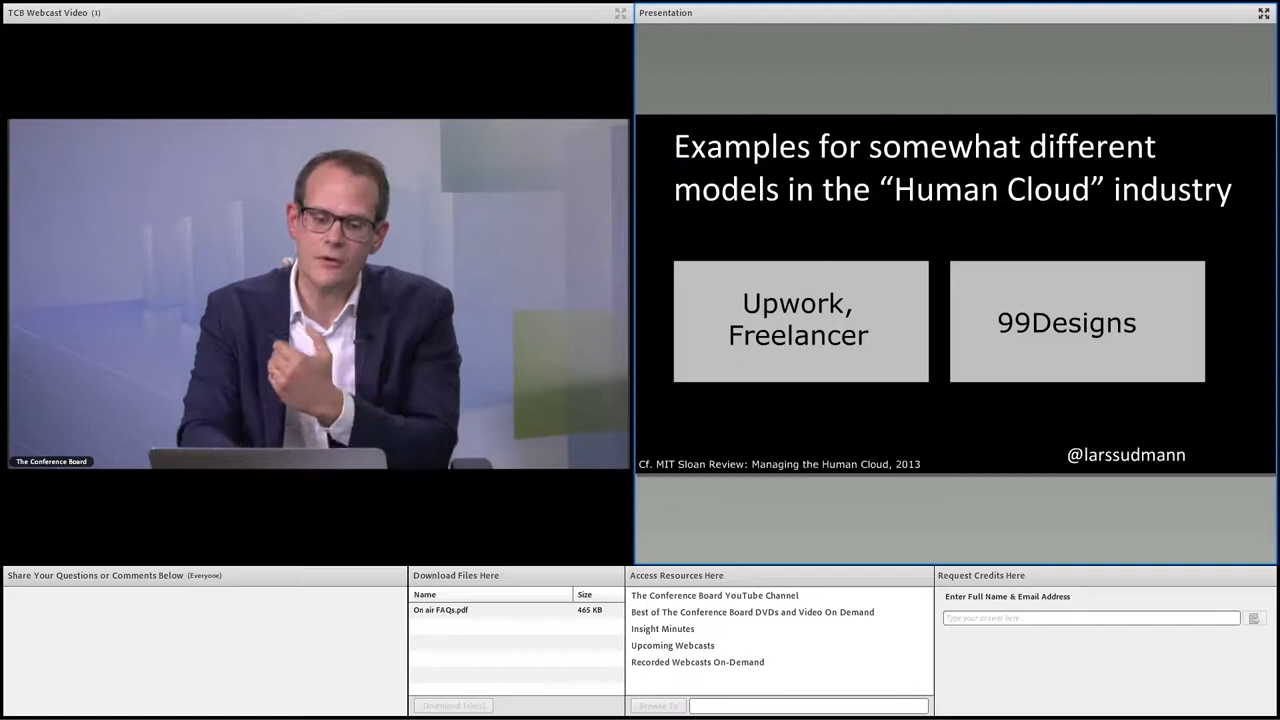 TCB Webcast Video (1)
The Conference Board
Presentation
Examples for somewhat different
models in the “Human Cloud” industry
Upwork,
Freelancer
99Designs
@larssudmann
Cf. MIT Sloan Review: Managing the Human Cloud, 2013
Share Your Questions or Comments Below (Everyone)
Download Files Here
Name Size
On air FAQs.pdf 465 KB
Download File(s)
Access Resources Here
The Conference Board YouTube Channel
Best of The Conference Board DVDs and Video On Demand
Insight Minutes
Upcoming Webcasts
Recorded Webcasts On-Demand
Browse To
Request Credits Here
Enter Full Name & Email Address
Type your answer here...